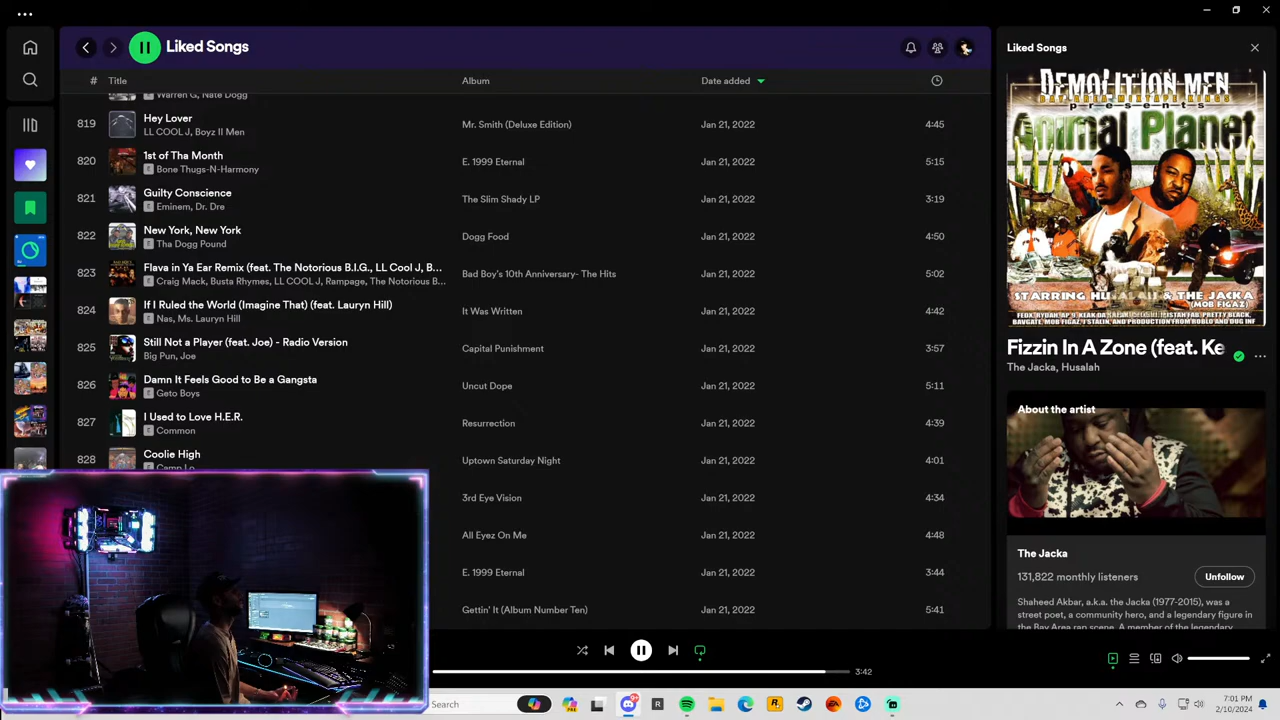 Liked Songs
# Title Album Date added
Warren G, Nate Dogg
819 Hey Lover Mr. Smith (Deluxe Edition) Jan 21, 2022 4:45
LL COOL J, Boyz II Men
820 1st of Tha Month E. 1999 Eternal Jan 21, 2022 5:15
E Bone Thugs-N-Harmony
821 Guilty Conscience The Slim Shady LP Jan 21, 2022 3:19
E Eminem, Dr. Dre
822 New York, New York Dogg Food Jan 21, 2022 4:50
E Tha Dogg Pound
823 Flava in Ya Ear Remix (feat. The Notorious B.I.G., LL Cool J, B... Bad Boy's 10th Anniversary- The Hits Jan 21, 2022 5:02
E Craig Mack, Busta Rhymes, LL COOL J, Rampage, The Notorious B...
824 If I Ruled the World (Imagine That) (feat. Lauryn Hill) It Was Written Jan 21, 2022 4:42
E Nas, Ms. Lauryn Hill
825 Still Not a Player (feat. Joe) - Radio Version Capital Punishment Jan 21, 2022 3:57
Big Pun, Joe
826 Damn It Feels Good to Be a Gangsta Uncut Dope Jan 21, 2022 5:11
E Geto Boys
827 I Used to Love H.E.R. Resurrection Jan 21, 2022 4:39
E Common
828 Coolie High Uptown Saturday Night Jan 21, 2022 4:01
Camp Lo
3rd Eye Vision Jan 21, 2022 4:34
All Eyez On Me Jan 21, 2022 4:48
E. 1999 Eternal Jan 21, 2022 3:44
Gettin' It (Album Number Ten) Jan 21, 2022 5:41
3:42
Liked Songs
DEMOLITION MEN
BAY AREA MIXTAPE KINGS
presents
Animal Planet
STARRING HUSALAH & THE JACKA
(MOB FIGAZ)
Fizzin In A Zone (feat. Ke
The Jacka, Husalah
About the artist
The Jacka
131,822 monthly listeners Unfollow
Shaheed Akbar, a.k.a. the Jacka (1977-2015), was a
street poet, a community hero, and a legendary figure in
the Bay Area rap scene. A member of the legendary
Search
7:01 PM
2/10/2024